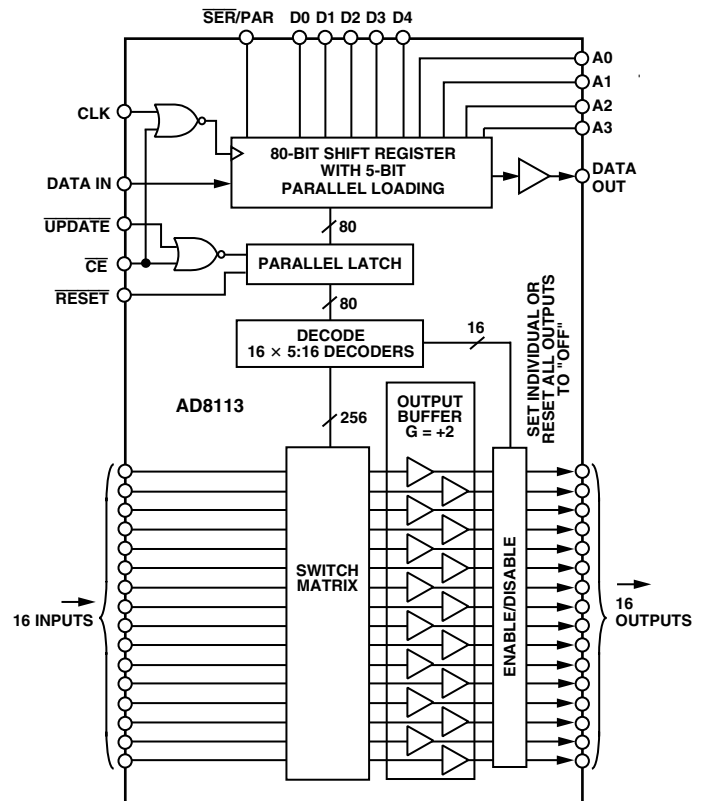 SER/PAR D0 D1 D2 D3 D4
A0
A1
A2
A3
CLK
80-BIT SHIFT REGISTER
WITH 5-BIT
PARALLEL LOADING
DATA IN
DATA
OUT
UPDATE
80
CE
PARALLEL LATCH
RESET
80
DECODE
16 × 5:16 DECODERS
16
SET INDIVIDUAL OR
RESET ALL OUTPUTS
TO "OFF"
AD8113
256
OUTPUT
BUFFER
G = +2
SWITCH
MATRIX
ENABLE/DISABLE
16 INPUTS
16
OUTPUTS